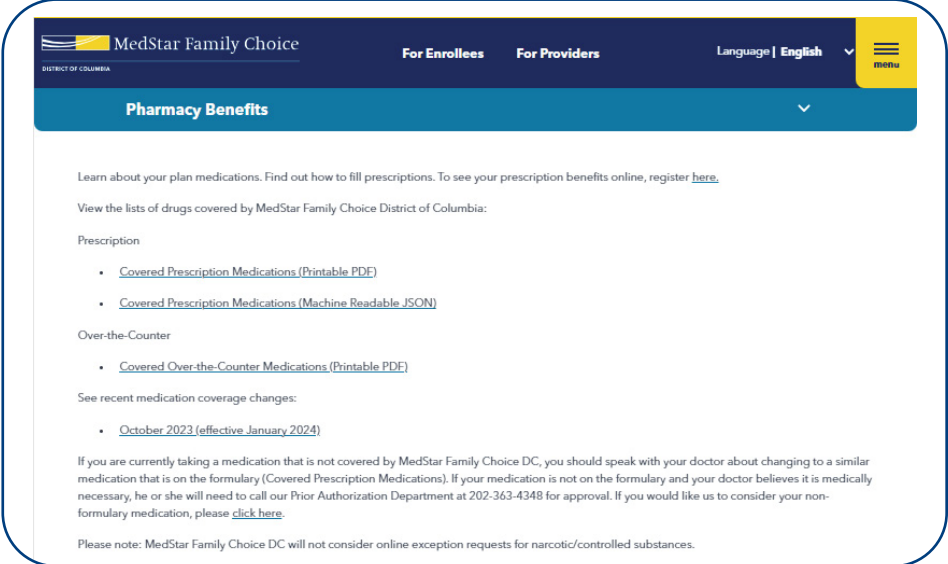 MedStar Family Choice
DISTRICT OF COLUMBIA
For Enrollees For Providers
Language | English
menu
Pharmacy Benefits
Learn about your plan medications. Find out how to fill prescriptions. To see your prescription benefits online, register here.
View the lists of drugs covered by MedStar Family Choice District of Columbia:
Prescription
• Covered Prescription Medications (Printable PDF)
• Covered Prescription Medications (Machine Readable JSON)
Over-the-Counter
• Covered Over-the-Counter Medications (Printable PDF)
See recent medication coverage changes:
• October 2023 (effective January 2024)
If you are currently taking a medication that is not covered by MedStar Family Choice DC, you should speak with your doctor about changing to a similar
medication that is on the formulary (Covered Prescription Medications). If your medication is not on the formulary and your doctor believes it is medically
necessary, he or she will need to call our Prior Authorization Department at 202-363-4348 for approval. If you would like us to consider your non-
formulary medication, please click here.
Please note: MedStar Family Choice DC will not consider online exception requests for narcotic/controlled substances.